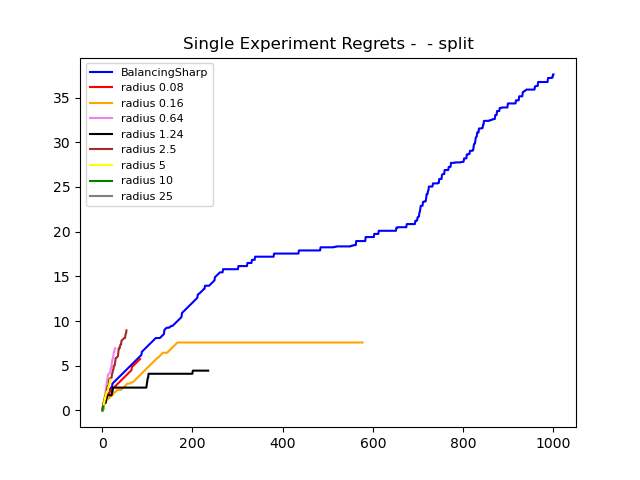 Single Experiment Regrets -  - split
BalancingSharp
radius 0.08
radius 0.16
radius 0.64
radius 1.24
radius 2.5
radius 5
radius 10
radius 25
35
30
25
20
15
10
5
0
0 200 400 600 800 1000